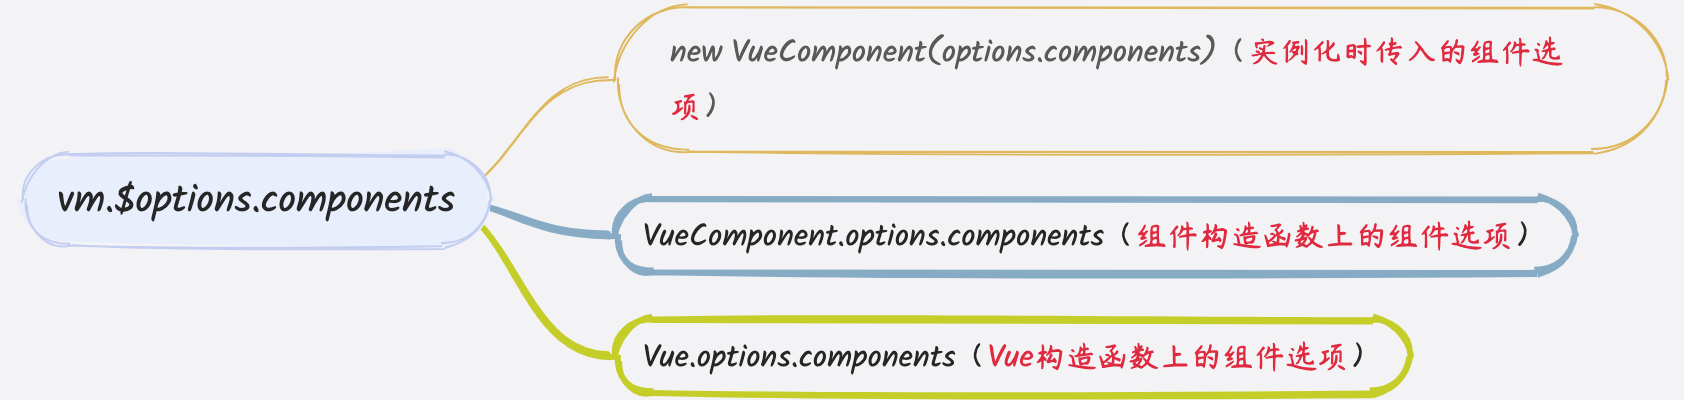 new VueComponent(options.components)（实例化时传入的组件选
项）
vm.$options.components
VueComponent.options.components（组件构造函数上的组件选项）
Vue.options.components（Vue构造函数上的组件选项）